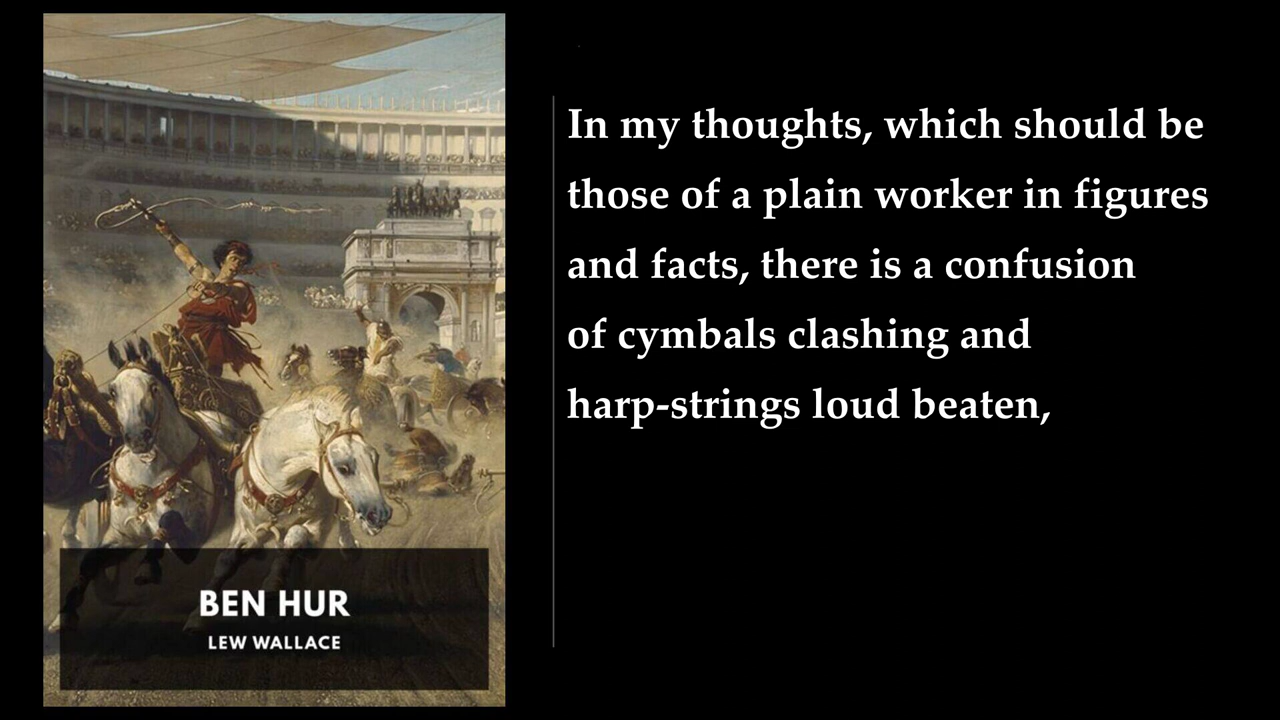 BEN HUR
LEW WALLACE
In my thoughts, which should be
those of a plain worker in figures
and facts, there is a confusion
of cymbals clashing and
harp-strings loud beaten,